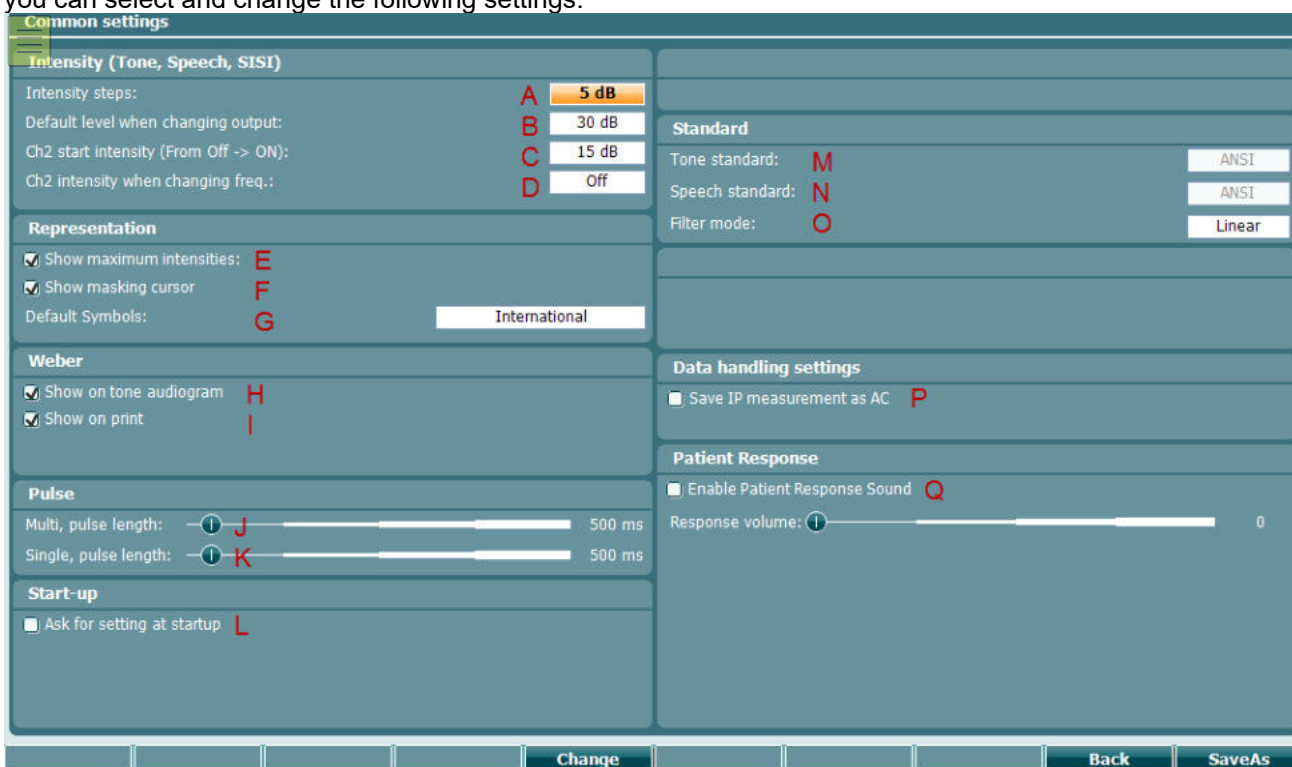 you can select and change the following settings:
Common settings
Intensity (Tone, Speech, SISI)
Intensity steps: A 5 dB
Default level when changing output: B 30 dB
Ch2 start intensity (From Off -> ON): C 15 dB
Ch2 intensity when changing freq.: D Off
Representation
Show maximum intensities: E
Show masking cursor F
Default Symbols: G International
Weber
Show on tone audiogram H
Show on print I
Pulse
Multi, pulse length: J 500 ms
Single, pulse length: K 500 ms
Start-up
Ask for setting at startup L
Standard
Tone standard: M ANSI
Speech standard: N ANSI
Filter mode: O Linear
Data handling settings
Save IP measurement as AC P
Patient Response
Enable Patient Response Sound Q
Response volume: 0
Change Back SaveAs